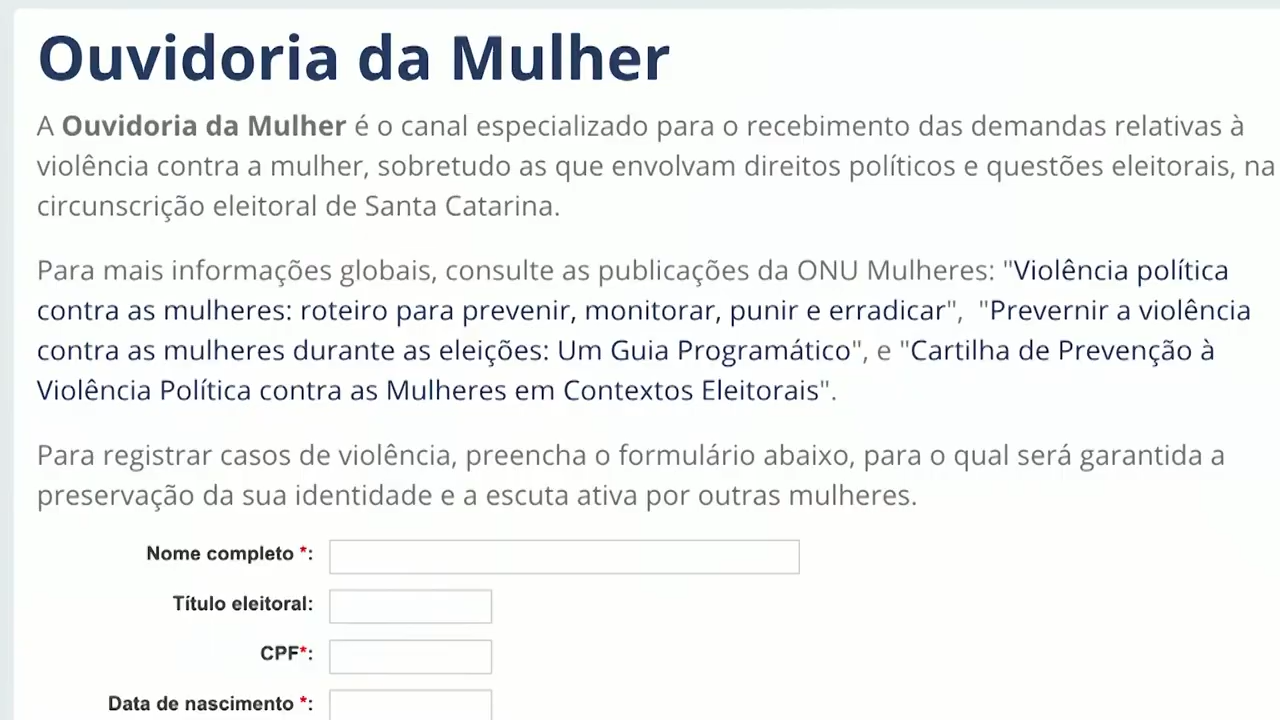 Ouvidoria da Mulher
A Ouvidoria da Mulher é o canal especializado para o recebimento das demandas relativas à
violência contra a mulher, sobretudo as que envolvam direitos políticos e questões eleitorais, na
circunscrição eleitoral de Santa Catarina.
Para mais informações globais, consulte as publicações da ONU Mulheres: "Violência política
contra as mulheres: roteiro para prevenir, monitorar, punir e erradicar", "Prevernir a violência
contra as mulheres durante as eleições: Um Guia Programático", e "Cartilha de Prevenção à
Violência Política contra as Mulheres em Contextos Eleitorais".
Para registrar casos de violência, preencha o formulário abaixo, para o qual será garantida a
preservação da sua identidade e a escuta ativa por outras mulheres.
Nome completo *:
Título eleitoral:
CPF*:
Data de nascimento *: